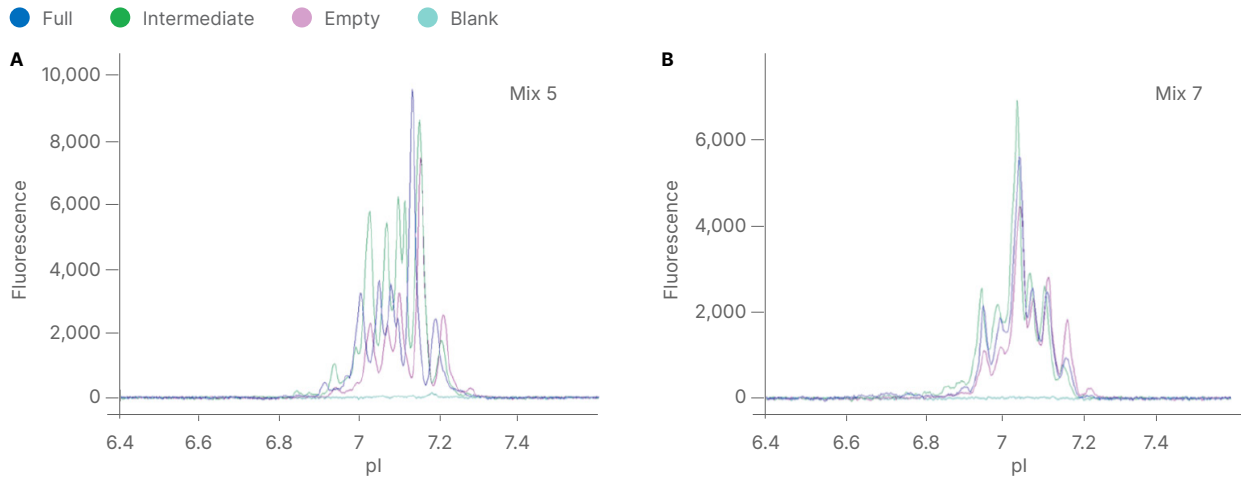 Full Intermediate Empty Blank
A
Mix 5
10,000
8,000
6,000
4,000
2,000
0
Fluorescence
6.4 6.6 6.8 7 7.2 7.4
pI
B
Mix 7
6,000
4,000
2,000
0
Fluorescence
6.4 6.6 6.8 7 7.2 7.4
pI